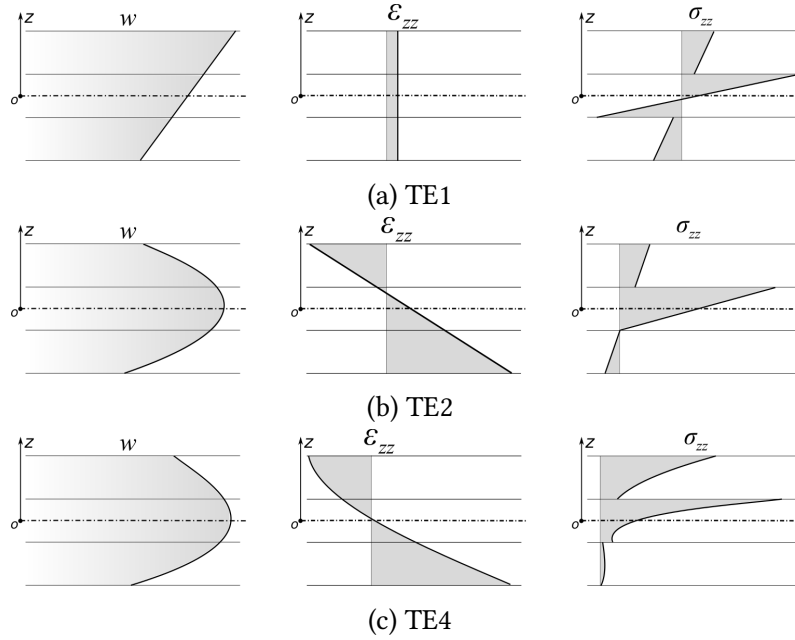 z w z ε_zz z σ_zz
o o o
(a) TE1
z w z ε_zz z σ_zz
o o o
(b) TE2
z w z ε_zz z σ_zz
o o o
(c) TE4